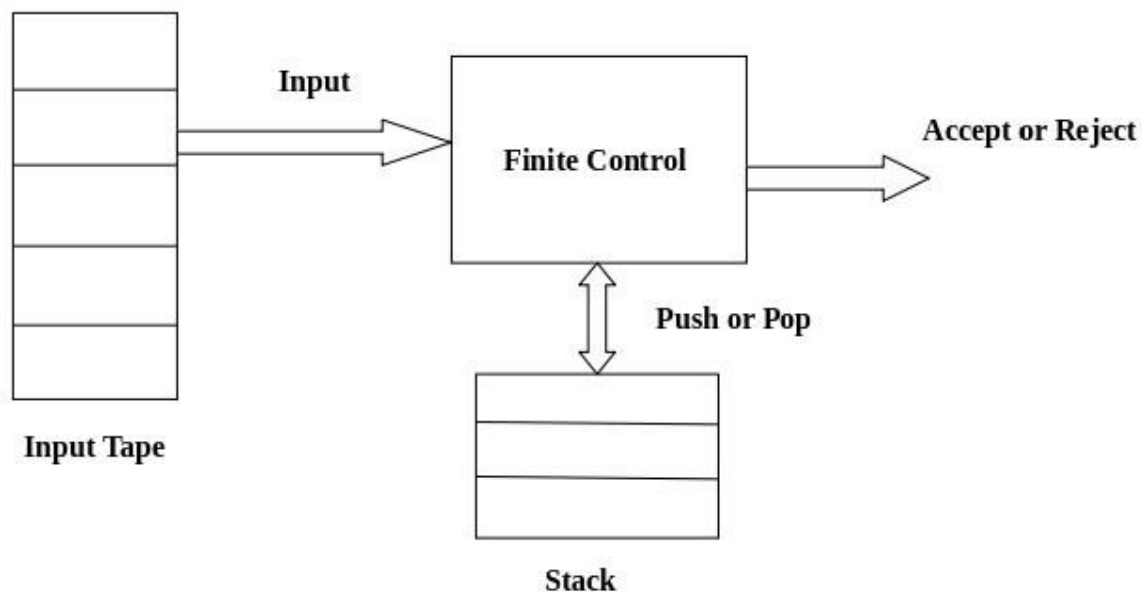 Input
Accept or Reject
Finite Control
Push or Pop
Input Tape
Stack